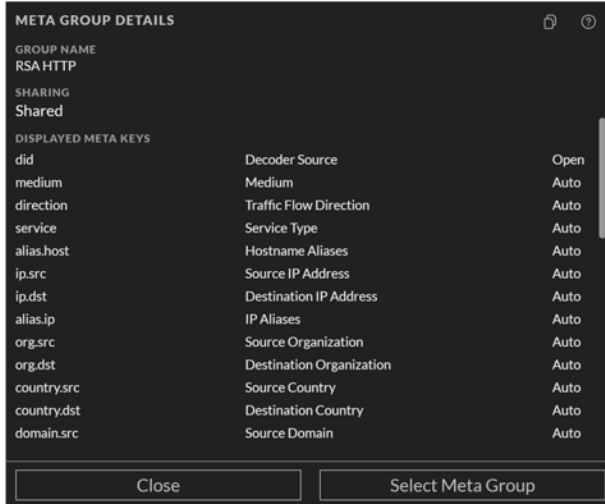 META GROUP DETAILS
GROUP NAME
RSA HTTP
SHARING
Shared
DISPLAYED META KEYS
did Decoder Source Open
medium Medium Auto
direction Traffic Flow Direction Auto
service Service Type Auto
alias.host Hostname Aliases Auto
ip.src Source IP Address Auto
ip.dst Destination IP Address Auto
alias.ip IP Aliases Auto
org.src Source Organization Auto
org.dst Destination Organization Auto
country.src Source Country Auto
country.dst Destination Country Auto
domain.src Source Domain Auto
Close Select Meta Group